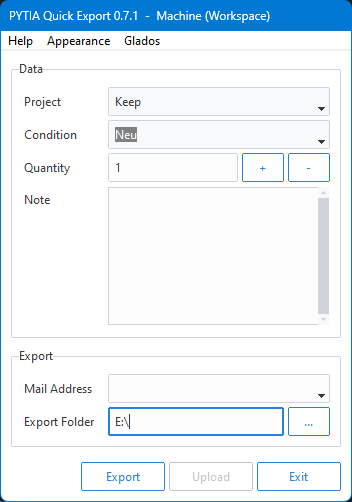 PYTIA Quick Export 0.7.1 - Machine (Workspace)
Help Appearance Glados
Data
Project Keep
Condition Neu
Quantity 1 + -
Note
Export
Mail Address
Export Folder E:\ ...
Export Upload Exit